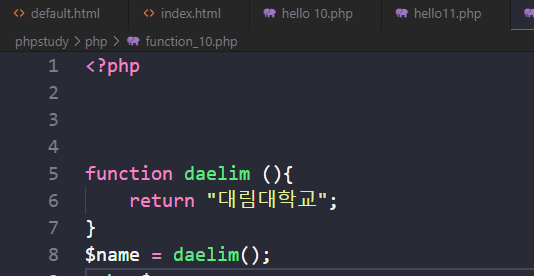 default.html index.html hello 10.php hello11.php
phpstudy > php > function_10.php
1 <?php
2
3
4
5 function daelim (){
6 return "대림대학교";
7 }
8 $name = daelim();